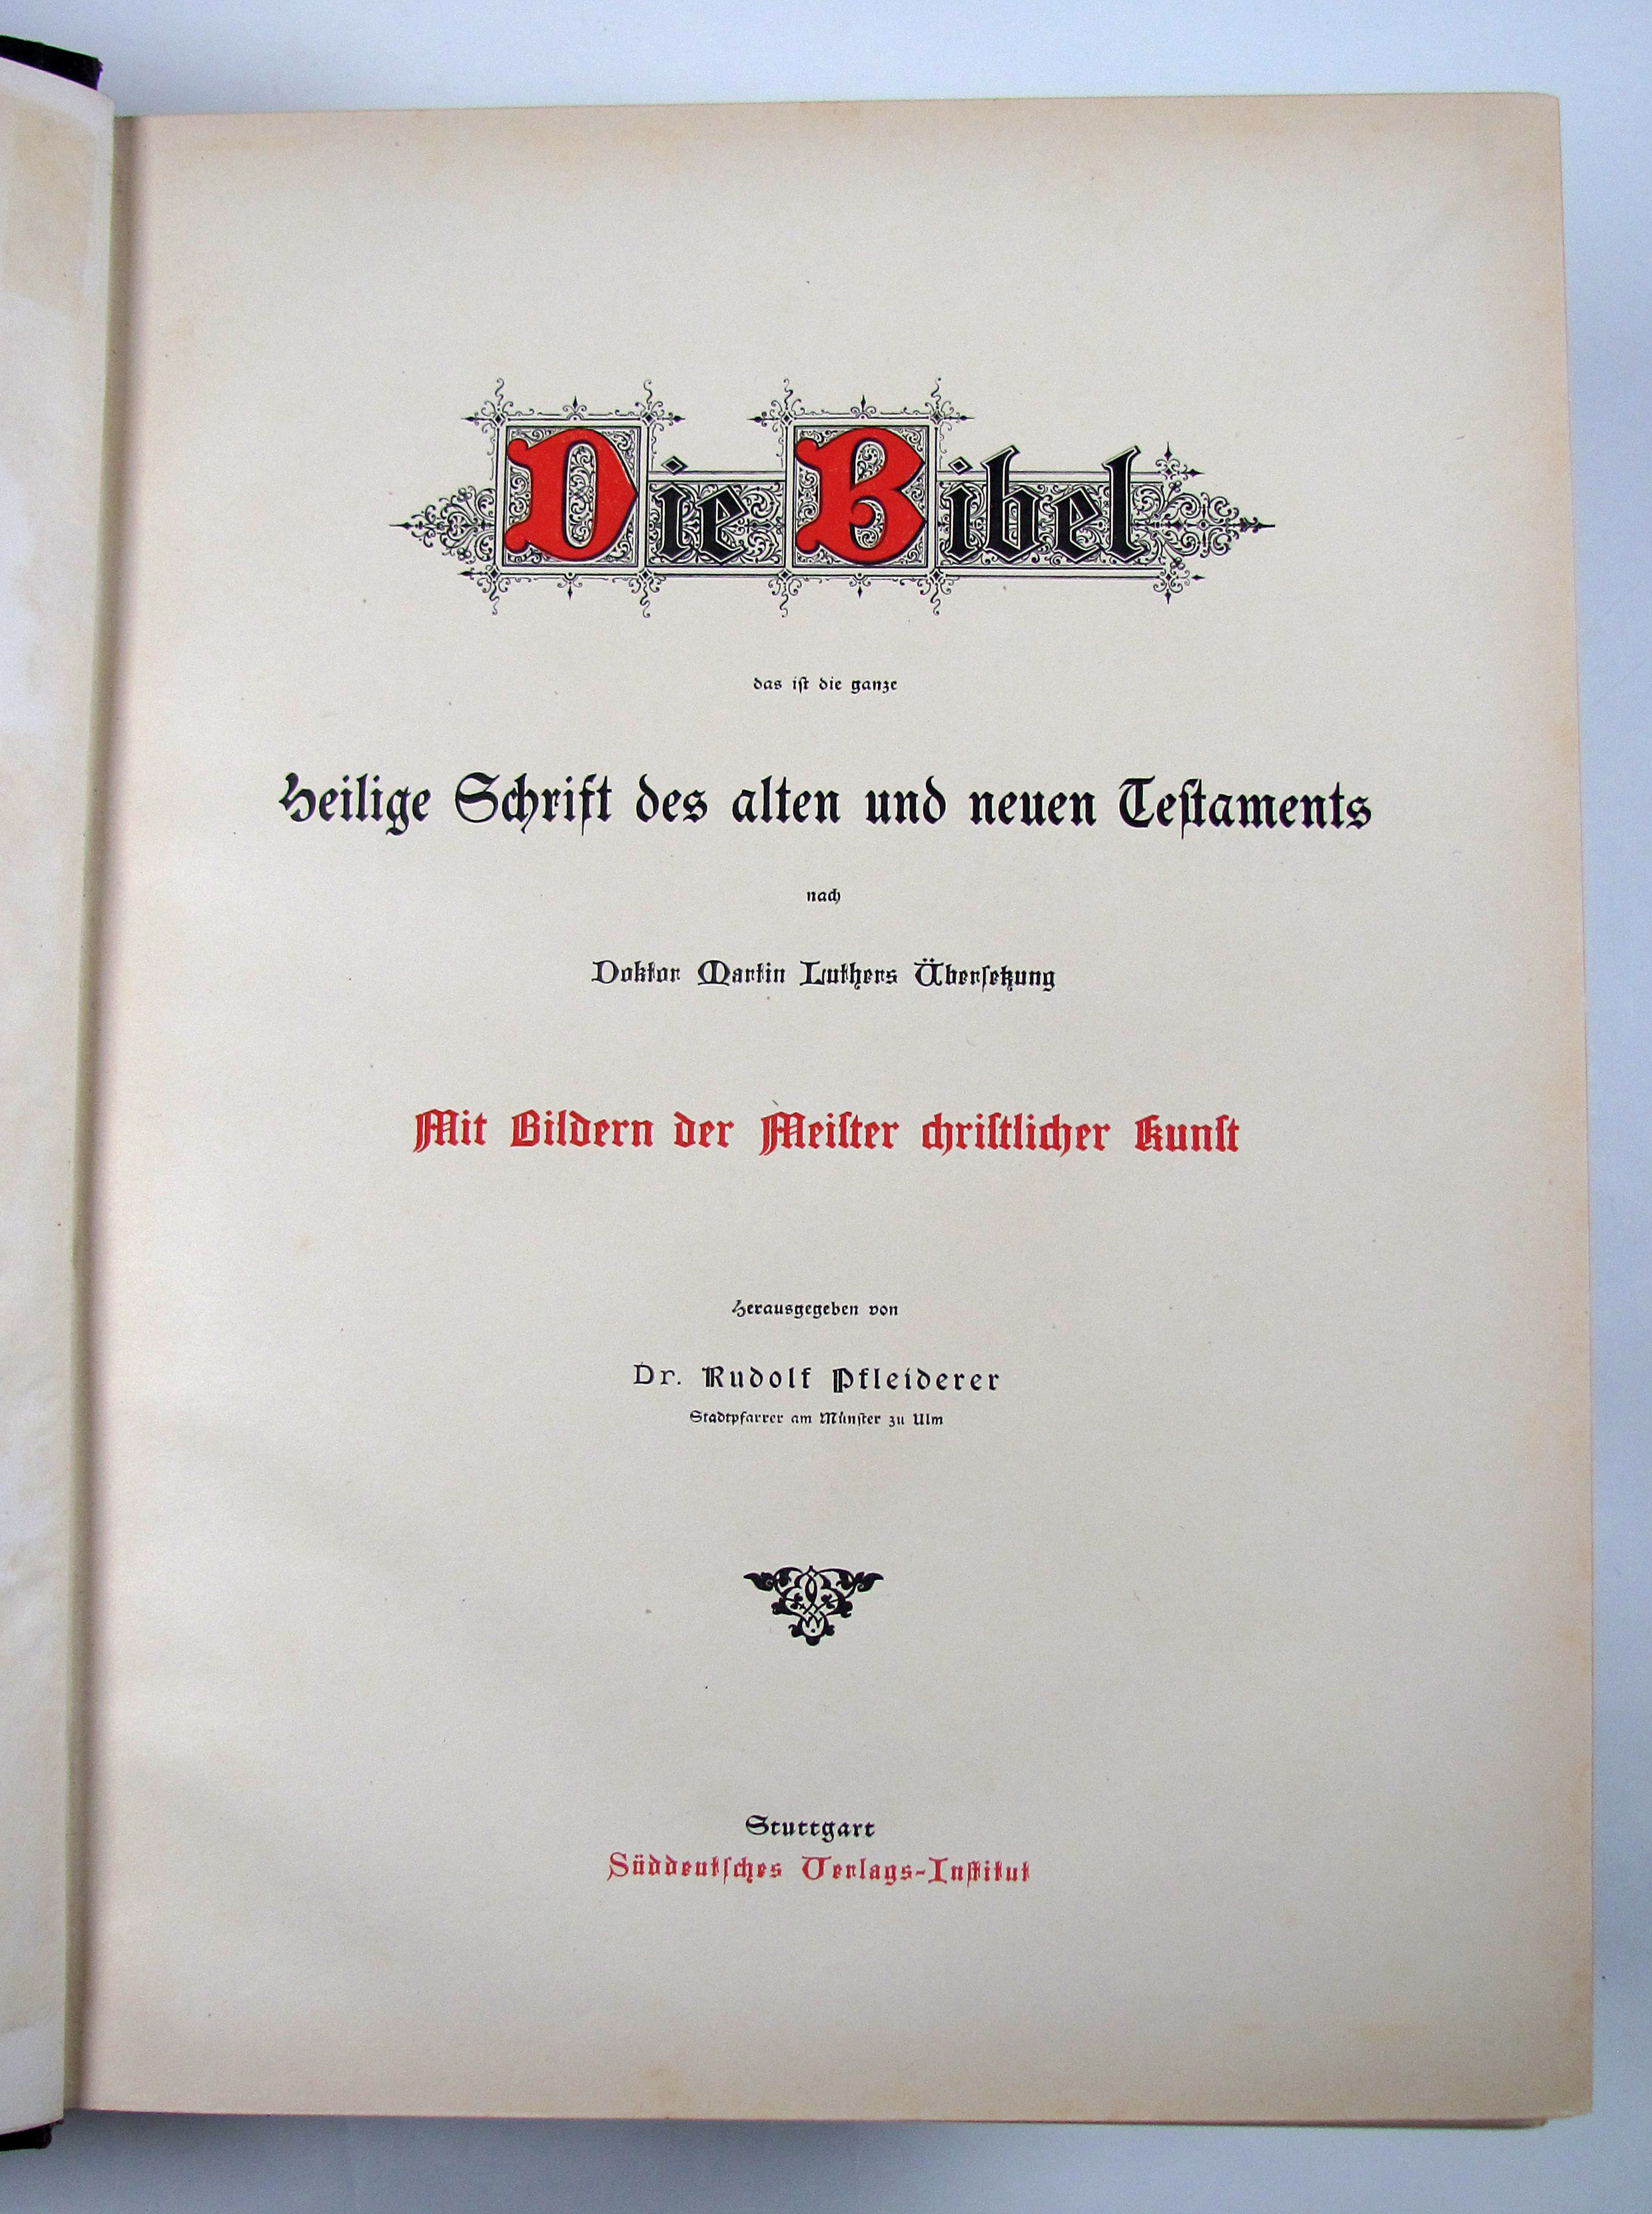 Die Bibel
das iſt die ganze
Heilige Schrift des alten und neuen Teſtaments
nach
Doktor Martin Luthers Überſetzung
Mit Bildern der Meiſter chriſtlicher Kunſt
Herausgegeben von
Dr. Rudolf Pfleiderer
Stadtpfarrer am Münſter zu Ulm
Stuttgart
Süddeutſches Verlags-Inſtitut